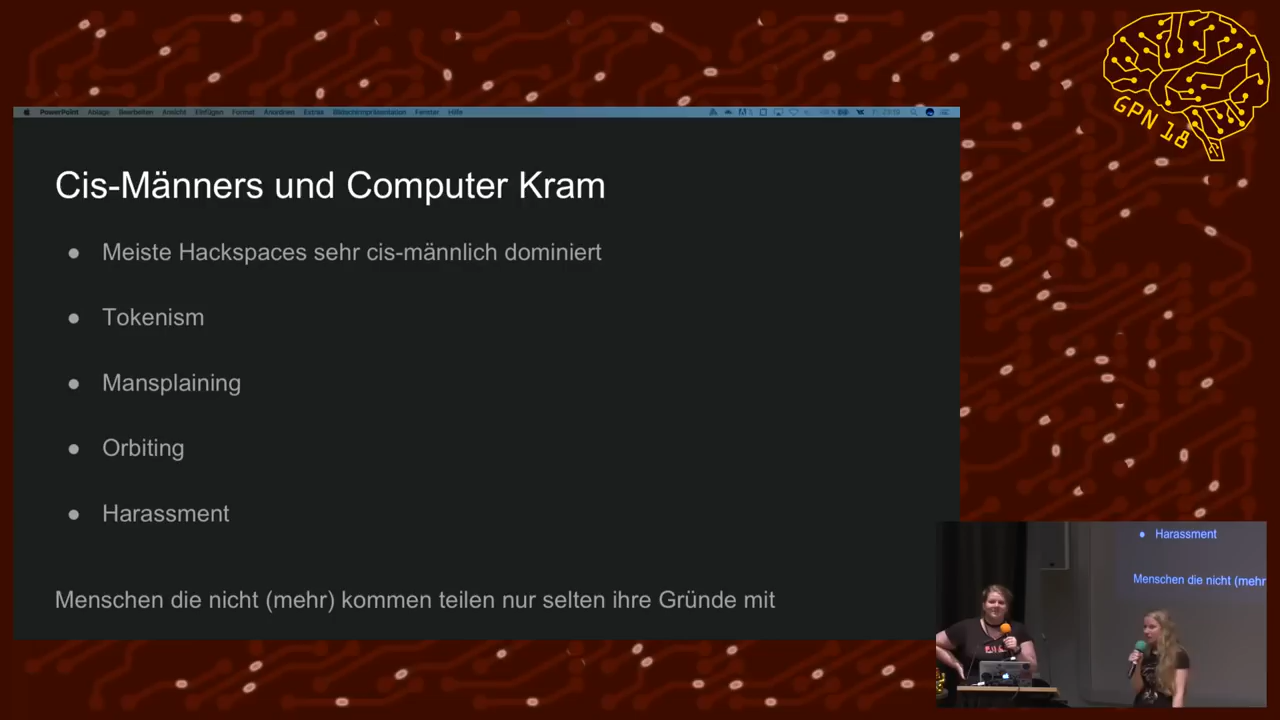 GPN 18
PowerPoint Ablage Bearbeiten Ansicht Einfügen Format Anordnen Extras Bildschirmpräsentation Fenster Hilfe
Cis-Männers und Computer Kram
● Meiste Hackspaces sehr cis-männlich dominiert
● Tokenism
● Mansplaining
● Orbiting
● Harassment
Menschen die nicht (mehr) kommen teilen nur selten ihre Gründe mit
● Harassment
Menschen die nicht (mehr